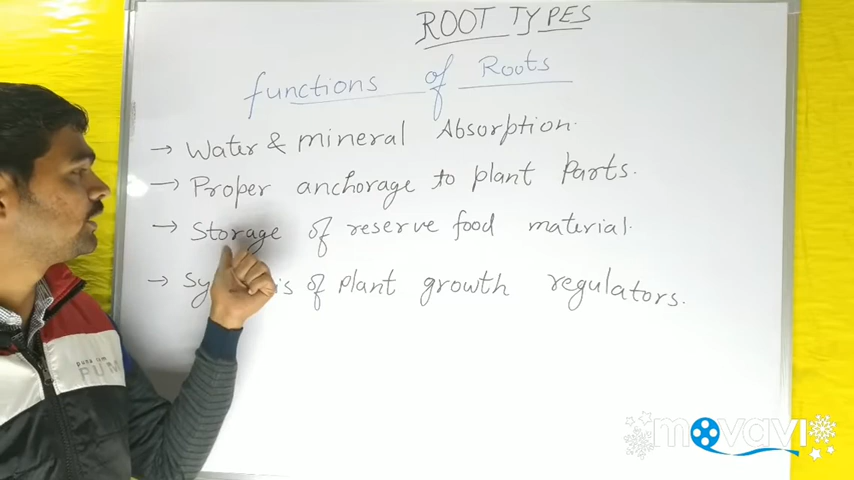 ROOT TYPES
functions of Roots
→ Water & mineral Absorption.
→ Proper anchorage to plant Parts.
→ Storage of reserve food material.
→ of plant growth regulators.
PUM
movavi